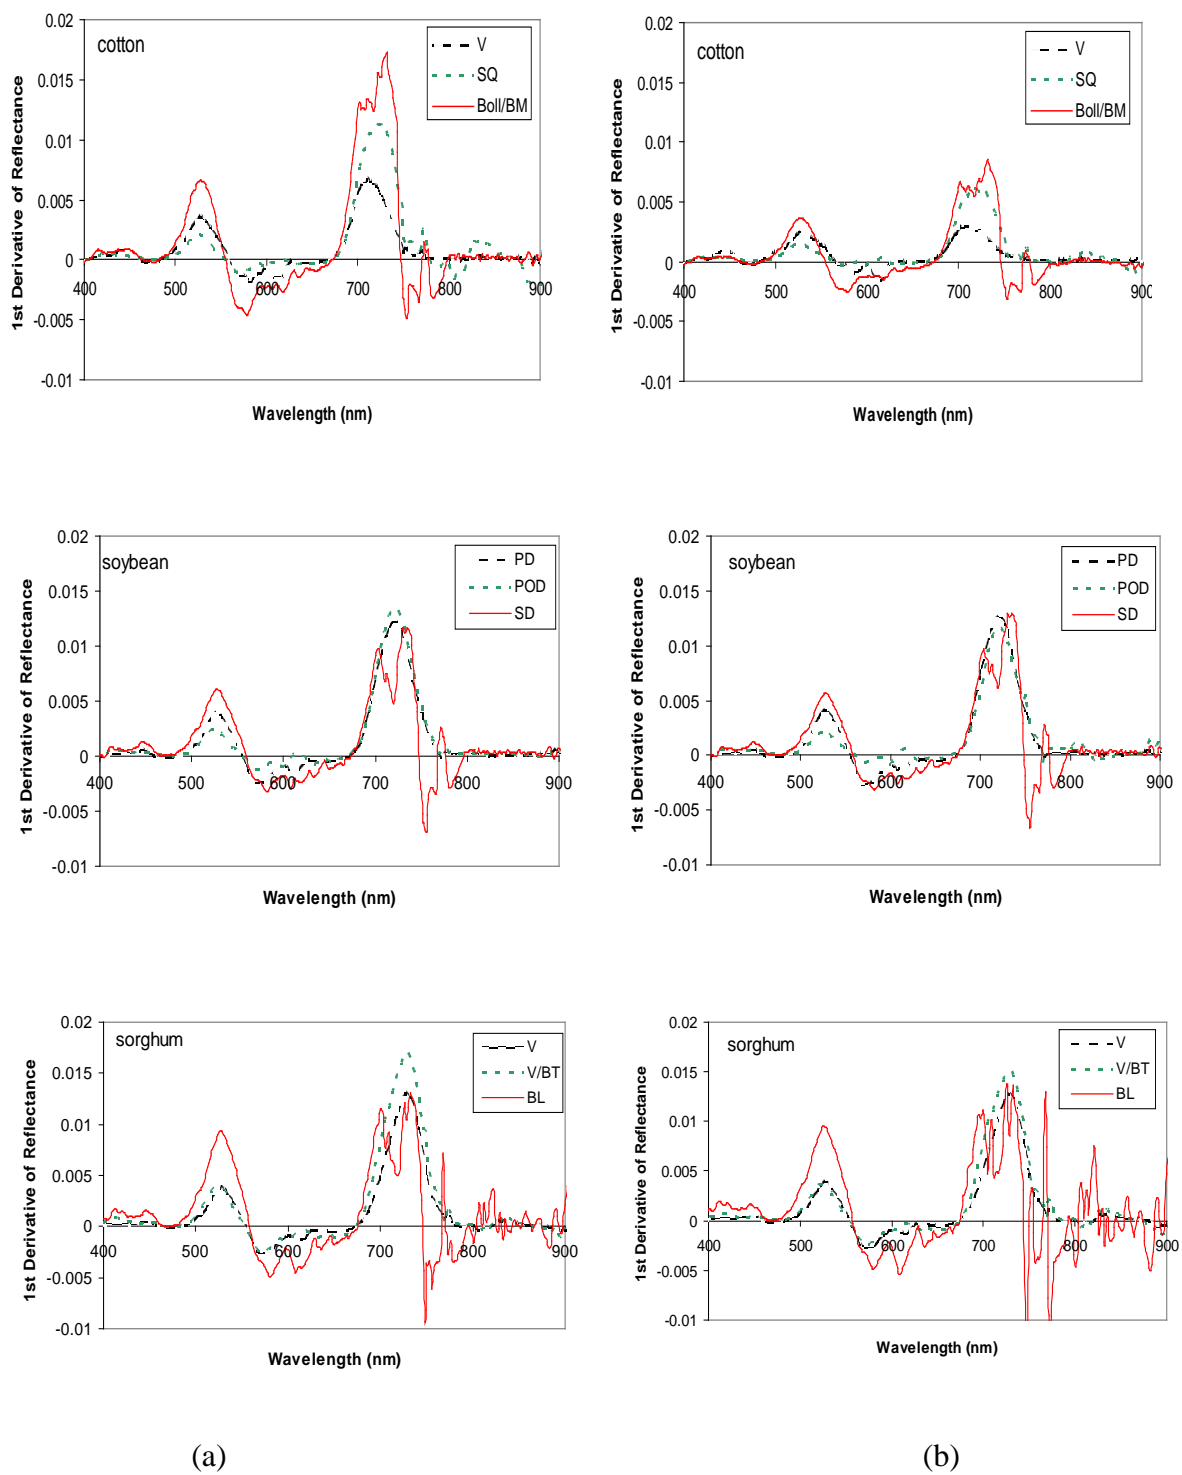 cotton
V
SQ
Boll/BM
0.02
0.015
0.01
0.005
0
-0.005
-0.01
400 500 600 700 800 900
1st Derivative of Reflectance
Wavelength (nm)
cotton
V
SQ
Boll/BM
0.02
0.015
0.01
0.005
0
-0.005
-0.01
400 500 600 700 800 900
1st Derivative of Reflectance
Wavelength (nm)
soybean
PD
POD
SD
0.02
0.015
0.01
0.005
0
-0.005
-0.01
400 500 600 700 800 900
1st Derivative of Reflectance
Wavelength (nm)
soybean
PD
POD
SD
0.02
0.015
0.01
0.005
0
-0.005
-0.01
400 500 600 700 800 900
1st Derivative of Reflectance
Wavelength (nm)
sorghum
V
V/BT
BL
0.02
0.015
0.01
0.005
0
-0.005
-0.01
400 500 600 700 800 900
1st Derivative of Reflectance
Wavelength (nm)
sorghum
V
V/BT
BL
0.02
0.015
0.01
0.005
0
-0.005
-0.01
400 500 600 700 800 900
1st Derivative of Reflectance
Wavelength (nm)
(a) (b)